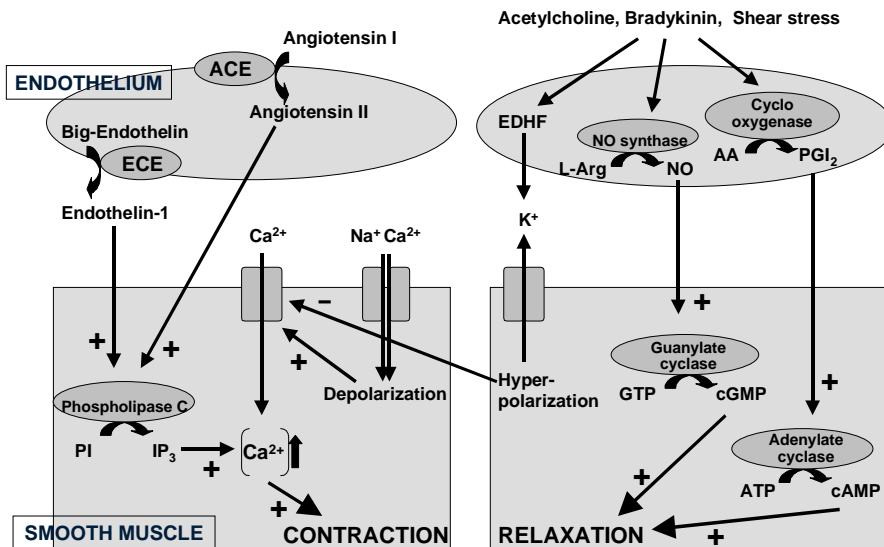 Acetylcholine, Bradykinin, Shear stress
Angiotensin I
ACE
ENDOTHELIUM
Angiotensin II
Big-Endothelin
ECE
Endothelin-1
EDHF
NO synthase
L-Arg
NO
Cyclo
oxygenase
AA
PGI₂
Ca²⁺
Na⁺ Ca²⁺
K⁺
–
+
+
+
+
+
Phospholipase C
PI
IP₃
+
[Ca²⁺]
+
Depolarization
Hyper-
polarization
Guanylate
cyclase
GTP
cGMP
Adenylate
cyclase
ATP
cAMP
+
+
SMOOTH MUSCLE
CONTRACTION
RELAXATION